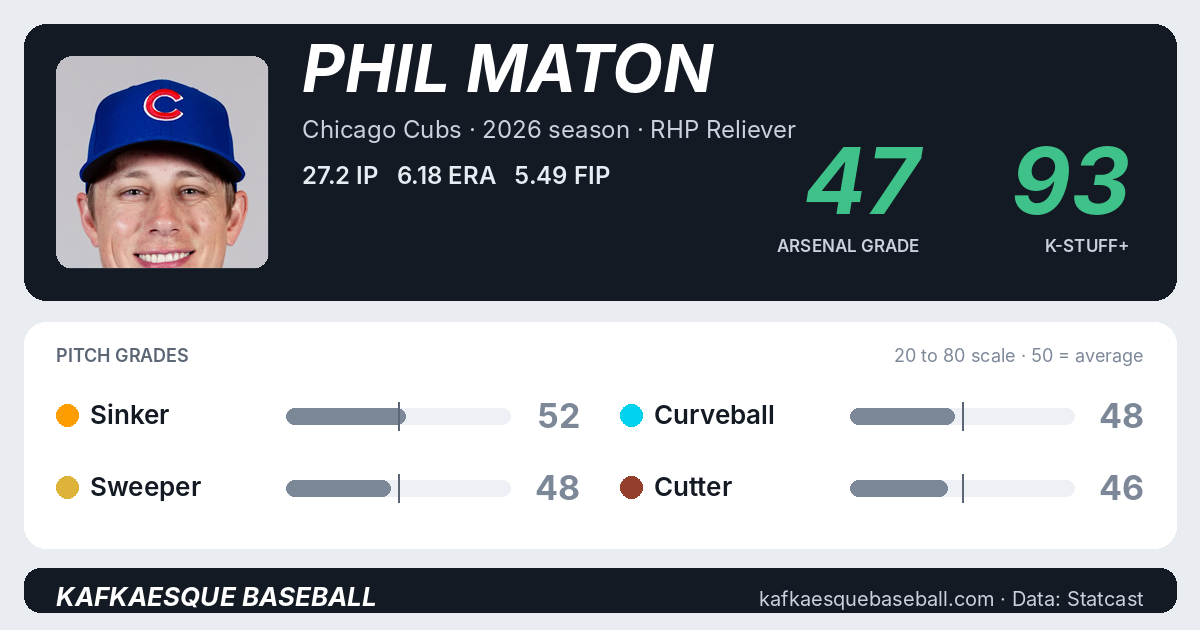 PHIL MATON
Chicago Cubs · 2026 season · RHP Reliever
27.2 IP 6.18 ERA 5.49 FIP
47
ARSENAL GRADE
93
K-STUFF+
C
PITCH GRADES
20 to 80 scale · 50 = average
Sinker 52
Curveball 48
Sweeper 48
Cutter 46
KAFKAESQUE BASEBALL
kafkaesquebaseball.com · Data: Statcast